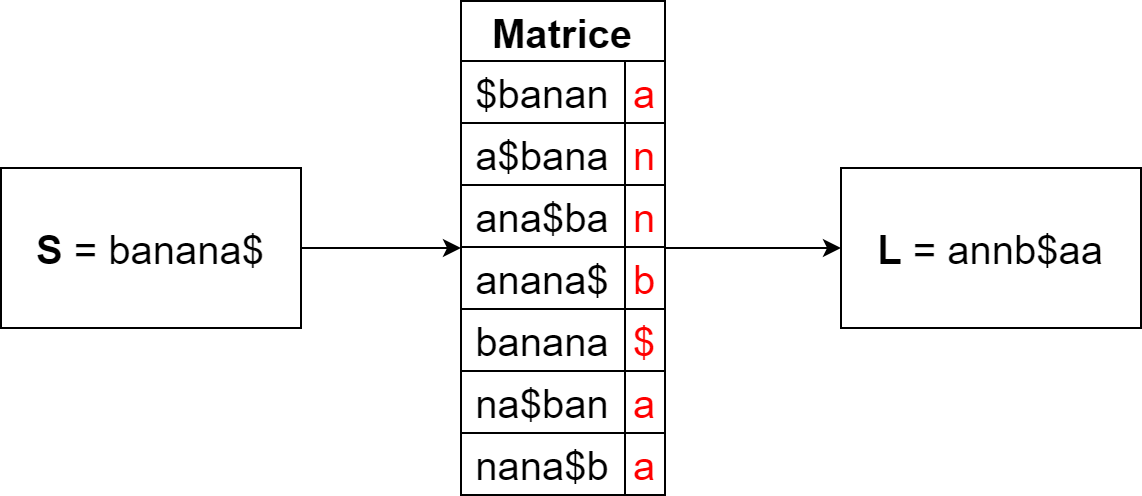 S = banana$
Matrice
$banan a
a$bana n
ana$ba n
anana$ b
banana $
na$ban a
nana$b a
L = annb$aa